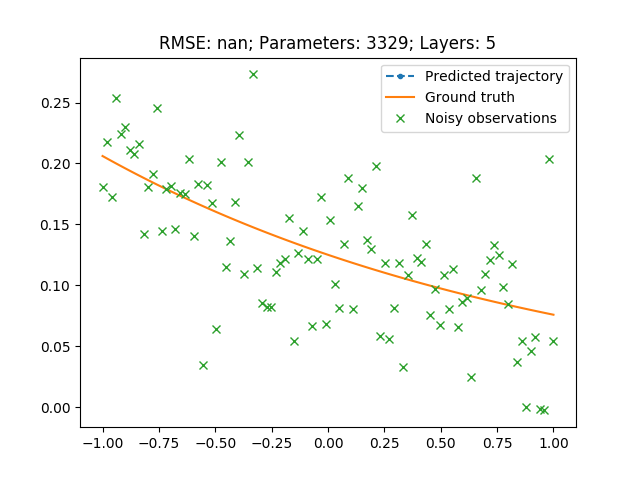 RMSE: nan; Parameters: 3329; Layers: 5
Predicted trajectory
Ground truth
Noisy observations
0.25
0.20
0.15
0.10
0.05
0.00
−1.00 −0.75 −0.50 −0.25 0.00 0.25 0.50 0.75 1.00